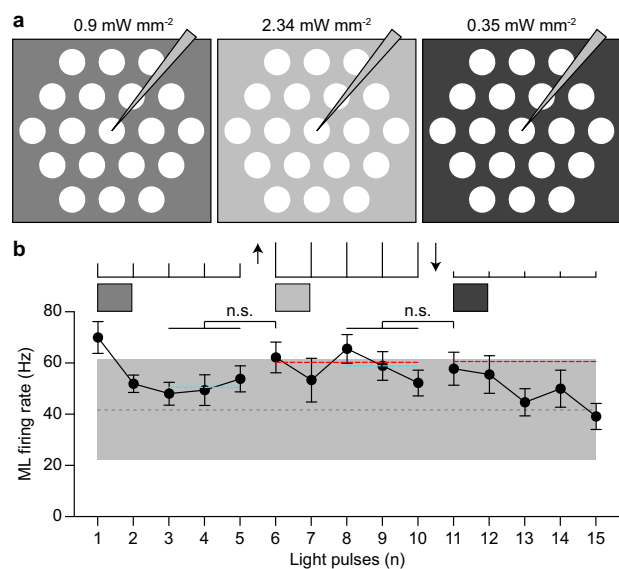 a
0.9 mW mm-2
2.34 mW mm-2
0.35 mW mm-2
b
n.s.
n.s.
80
60
40
20
0
ML firing rate (Hz)
1 2 3 4 5 6 7 8 9 10 11 12 13 14 15
Light pulses (n)